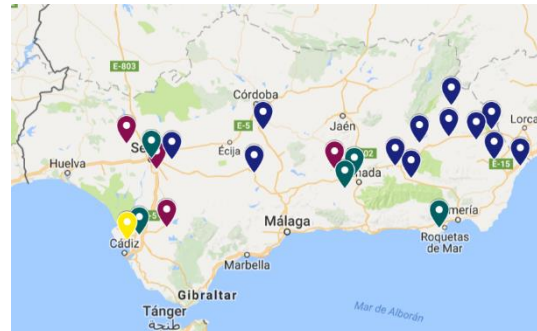 E-803
Córdoba
E-5
Jaén
Lorca
Écija
Se
Huelva
02
nada
E-15
Málaga
mería
Roquetas
de Mar
Cádiz
Marbella
Gibraltar
Mar de Alborán
Tánger
طنجة